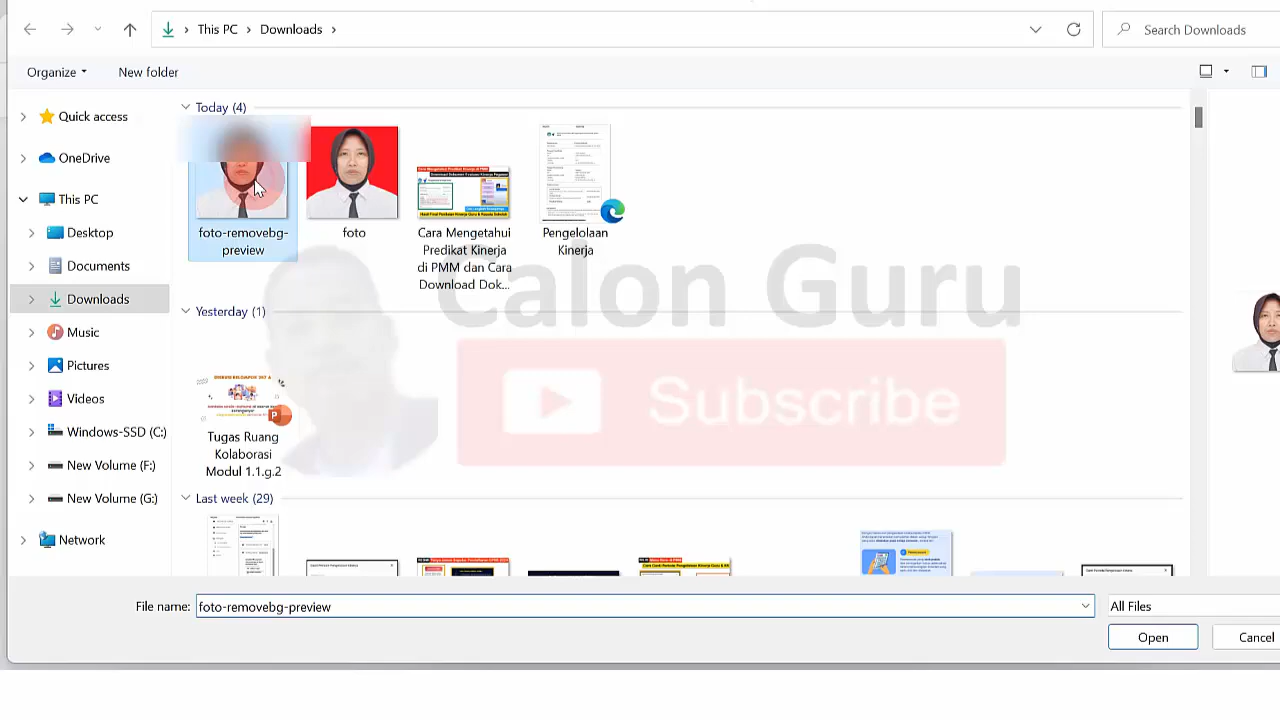 This PC > Downloads >
Search Downloads
Organize
New folder
Quick access
This PC
Desktop
Documents
Downloads
Music
Pictures
Videos
Windows-SSD (C:)
New Volume (F:)
New Volume (G:)
Network
Today (4)
foto-removebg-
preview
foto
Cara Mengetahui
Predikat Kinerja
di PMM dan Cara
Download Dok...
Pengelolaan
Kinerja
Calon Guru
Subscribe
Yesterday (1)
Tugas Ruang
Kolaborasi
Modul 1.1.g.2
Last week (29)
File name:
foto-removebg-preview
All Files
Open
Cancel